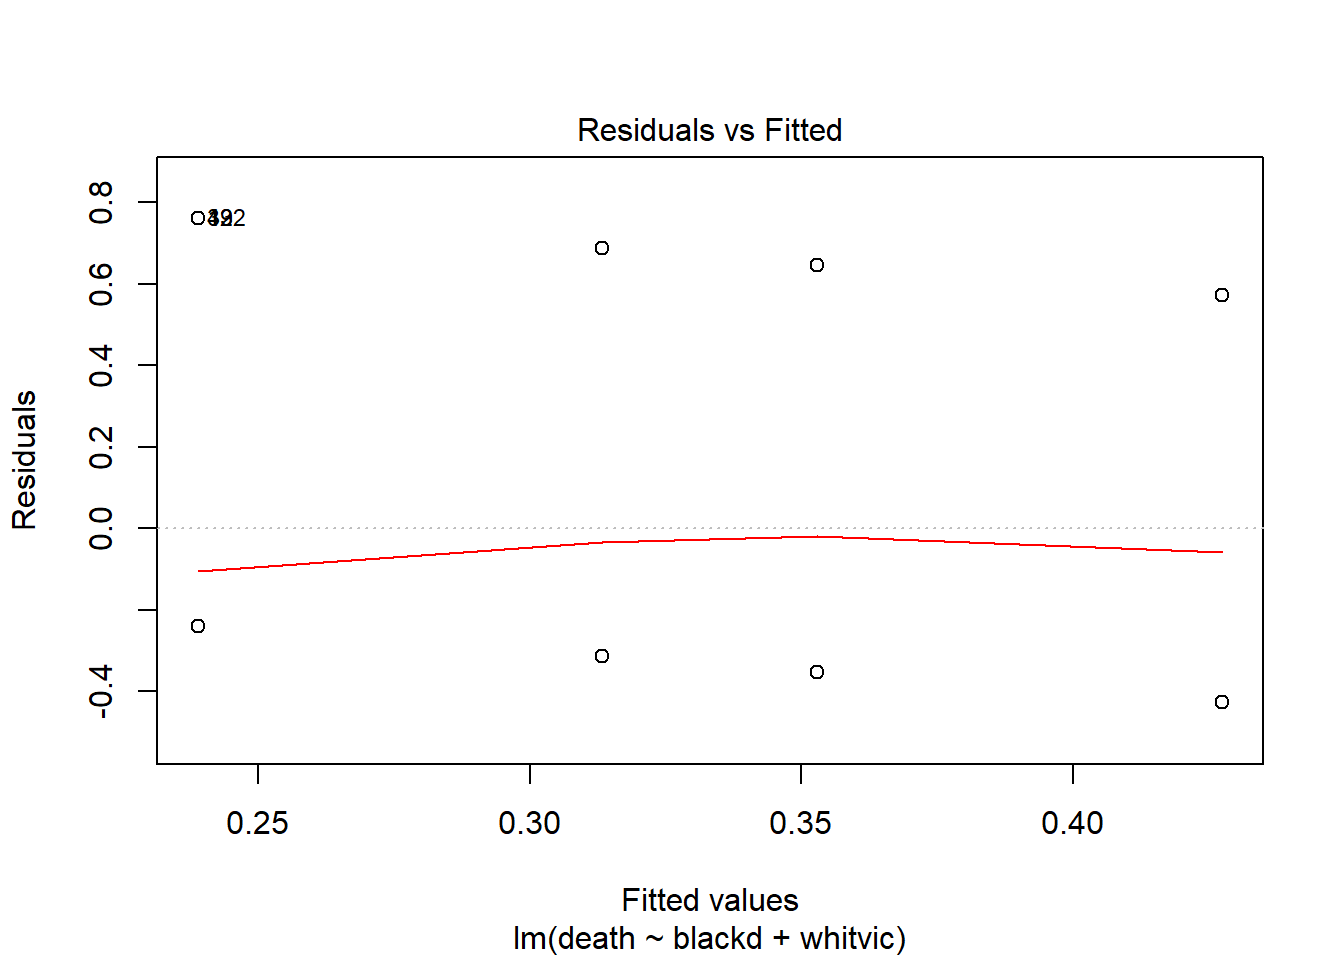 Residuals vs Fitted
Residuals
0.8
0.6
0.4
0.2
0.0
-0.4
0.25 0.30 0.35 0.40
Fitted values
lm(death ~ blackd + whitvic)